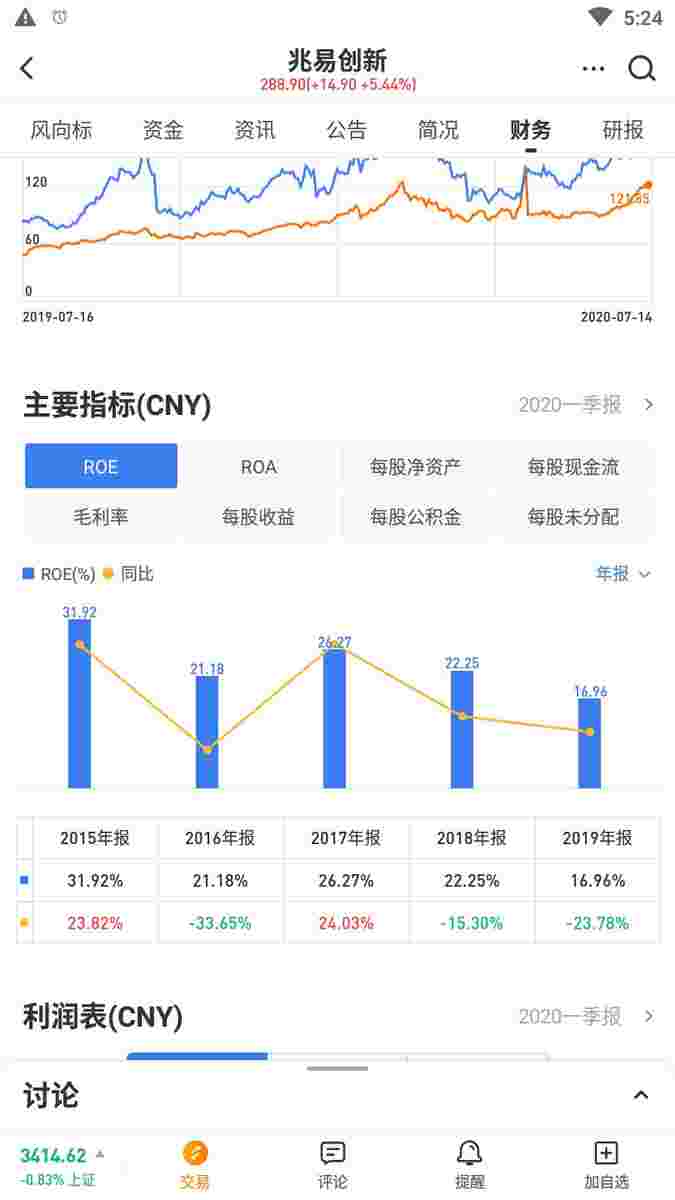 5:24
兆易创新
288.90(+14.90 +5.44%)
风向标 资金 资讯 公告 简况 财务 研报
120
121.85
60
0
2019-07-16 2020-07-14
主要指标(CNY) 2020一季报
ROE ROA 每股净资产 每股现金流
毛利率 每股收益 每股公积金 每股未分配
ROE(%) 同比 年报
31.92 21.18 26.27 22.25 16.96
2015年报 2016年报 2017年报 2018年报 2019年报
31.92% 21.18% 26.27% 22.25% 16.96%
23.82% -33.65% 24.03% -15.30% -23.78%
利润表(CNY) 2020一季报
讨论
3414.62
-0.83% 上证
交易 评论 提醒 加自选